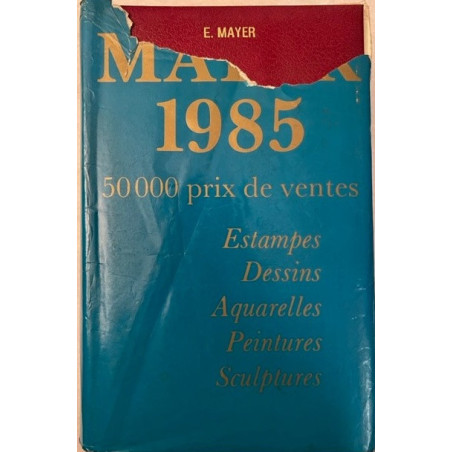 E. MAYER
1985
50 000 prix de ventes
Estampes
Dessins
Aquarelles
Peintures
Sculptures